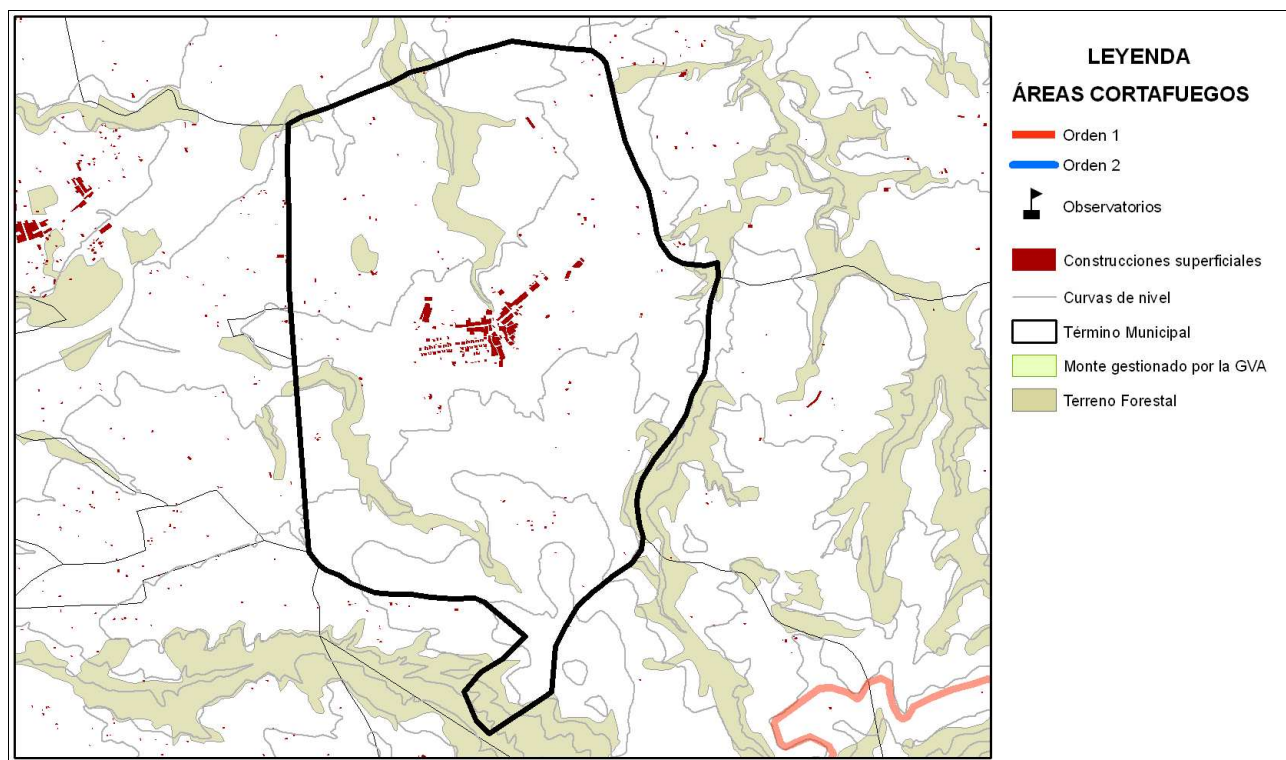 LEYENDA
ÁREAS CORTAFUEGOS
Orden 1
Orden 2
Observatorios
Construcciones superficiales
Curvas de nivel
Término Municipal
Monte gestionado por la GVA
Terreno Forestal